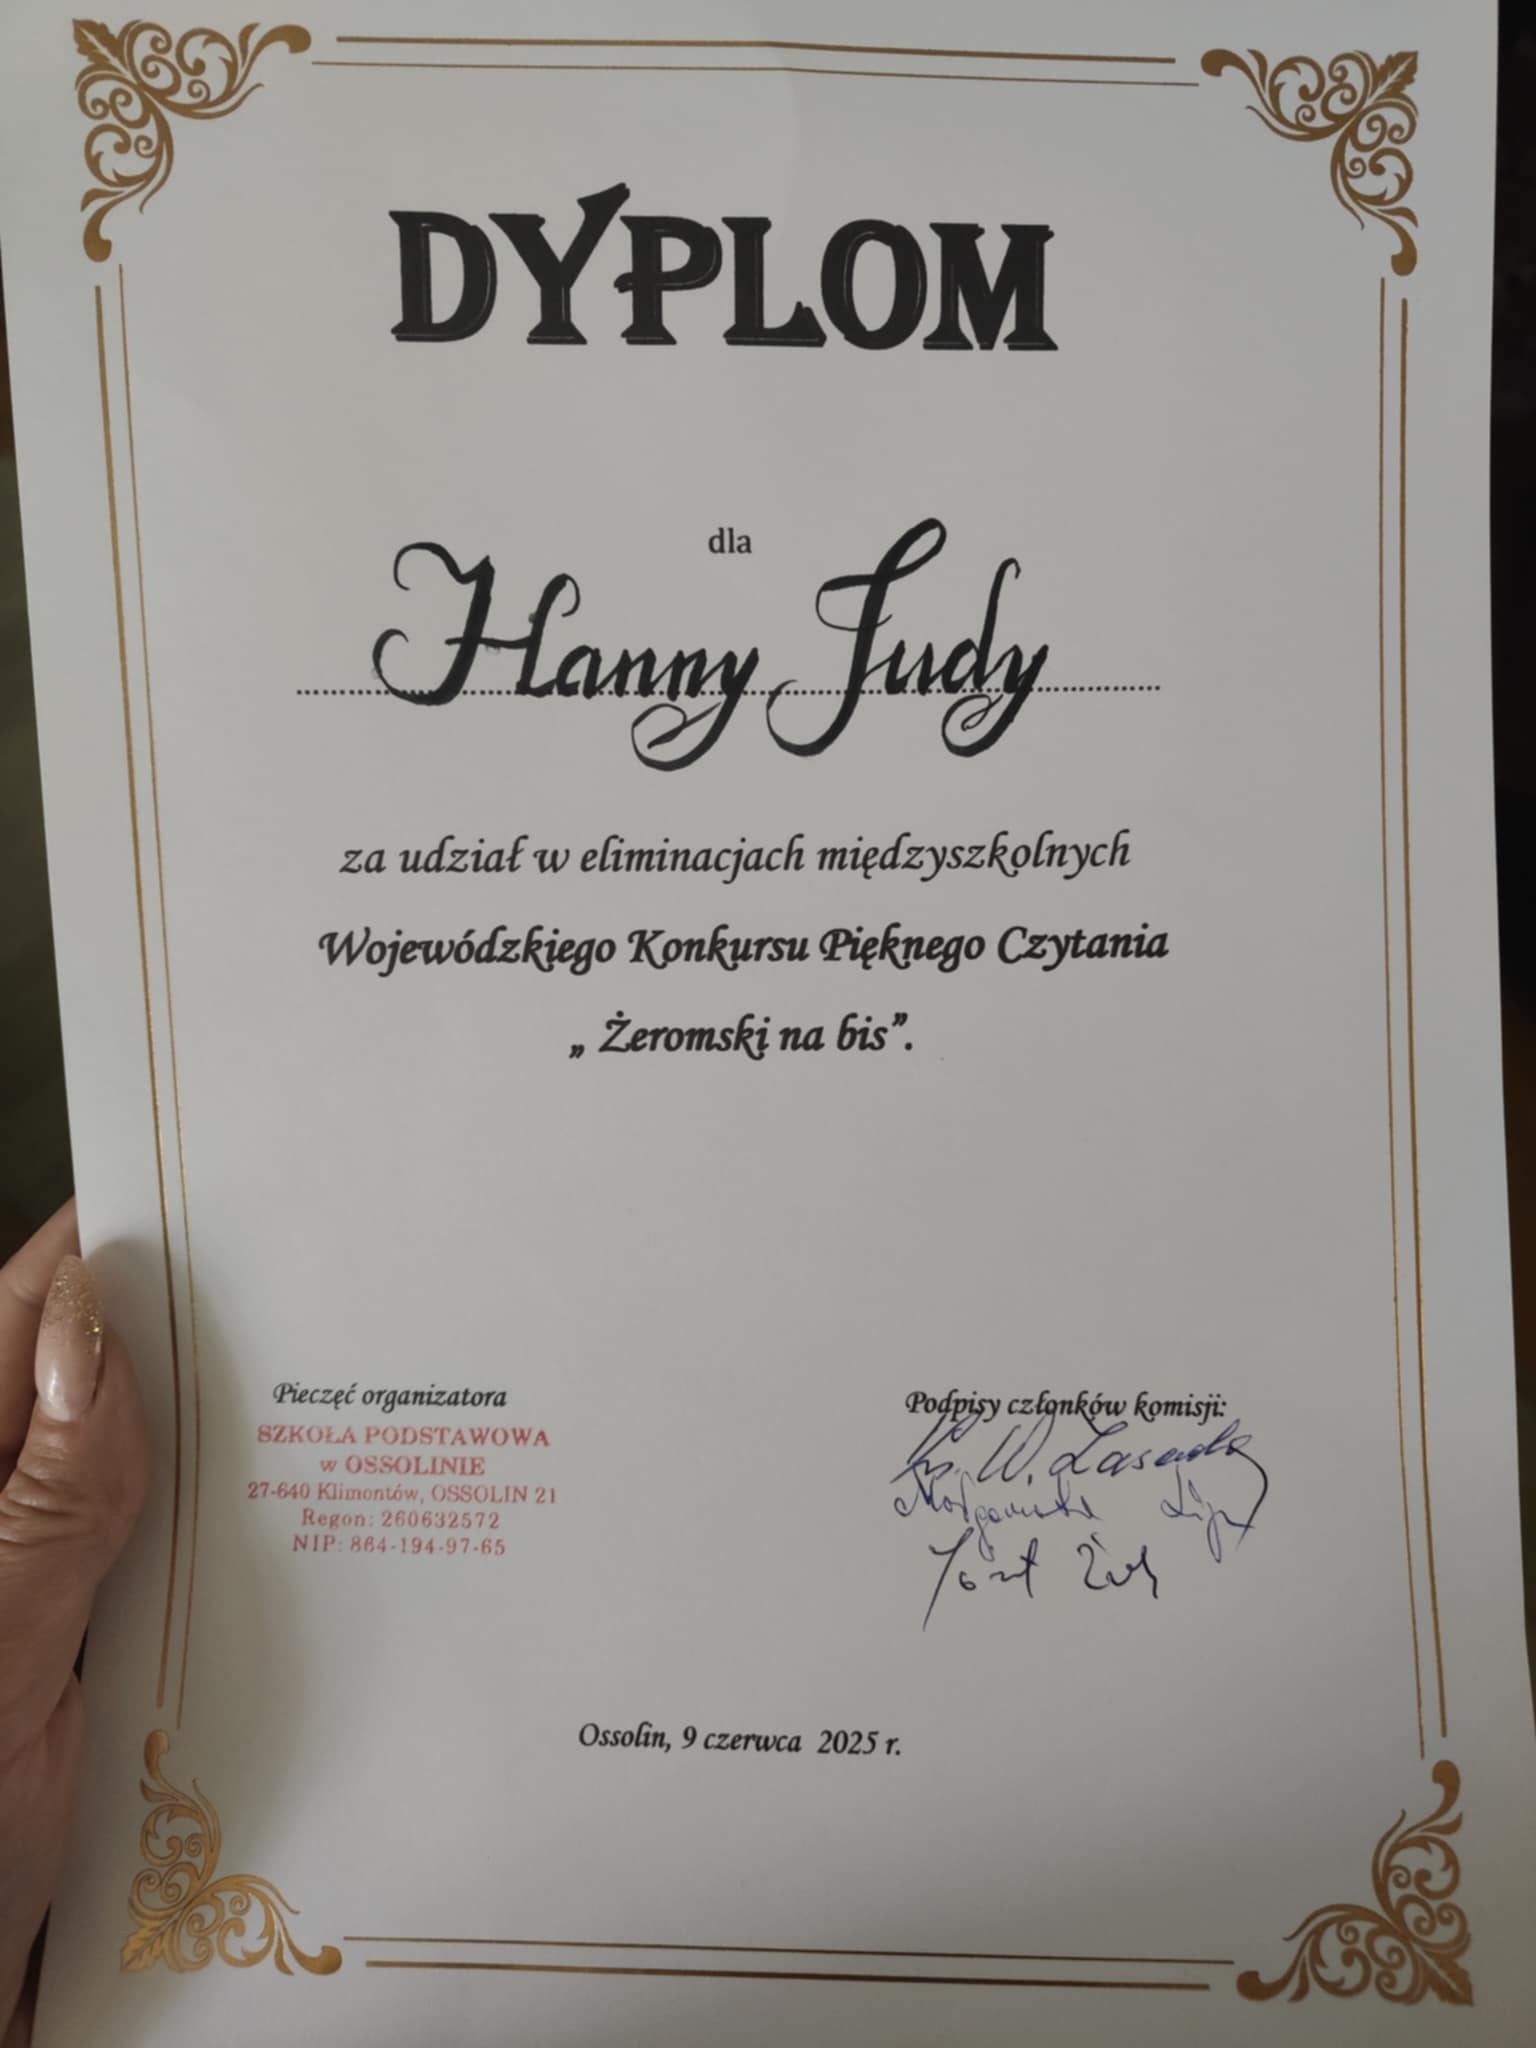 DYPLOM
dla
Hanny Judy
za udział w eliminacjach międzyszkolnych
Wojewódzkiego Konkursu Pięknego Czytania
„ Żeromski na bis”.
Pieczęć organizatora
SZKOŁA PODSTAWOWA
w OSSOLINIE
27-640 Klimontów, OSSOLIN 21
Regon: 260632572
NIP: 864-194-97-65
Podpisy członków komisji:
Ossolin, 9 czerwca 2025 r.